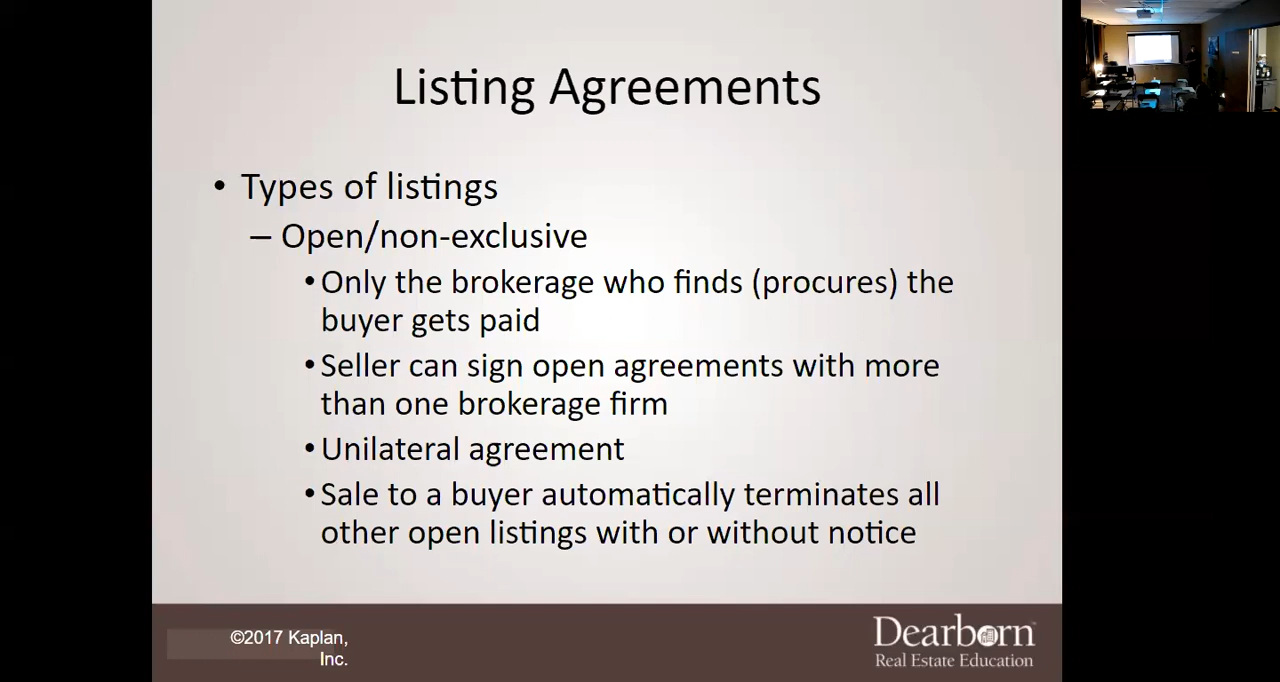 Listing Agreements
• Types of listings
– Open/non-exclusive
• Only the brokerage who finds (procures) the
buyer gets paid
• Seller can sign open agreements with more
than one brokerage firm
• Unilateral agreement
• Sale to a buyer automatically terminates all
other open listings with or without notice
©2017 Kaplan,
Inc.
Dearborn™
Real Estate Education